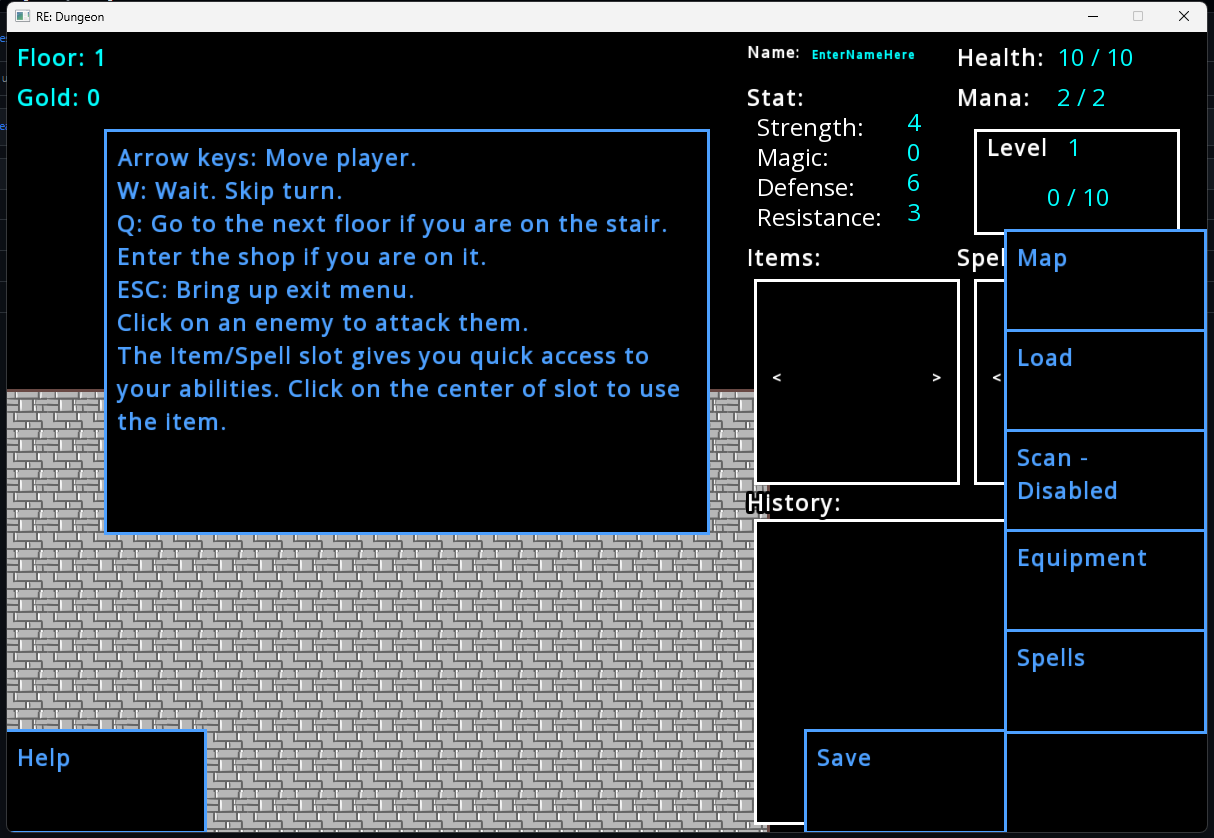 RE: Dungeon
Floor: 1
Gold: 0
Name: EnterNameHere
Health: 10 / 10
Mana: 2 / 2
Stat:
Strength: 4
Magic: 0
Defense: 6
Resistance: 3
Level 1
0 / 10
Arrow keys: Move player.
W: Wait. Skip turn.
Q: Go to the next floor if you are on the stair.
Enter the shop if you are on it.
ESC: Bring up exit menu.
Click on an enemy to attack them.
The Item/Spell slot gives you quick access to
your abilities. Click on the center of slot to use
the item.
Items:
< >
<
History:
Map
Load
Scan -
Disabled
Equipment
Spells
Help
Save